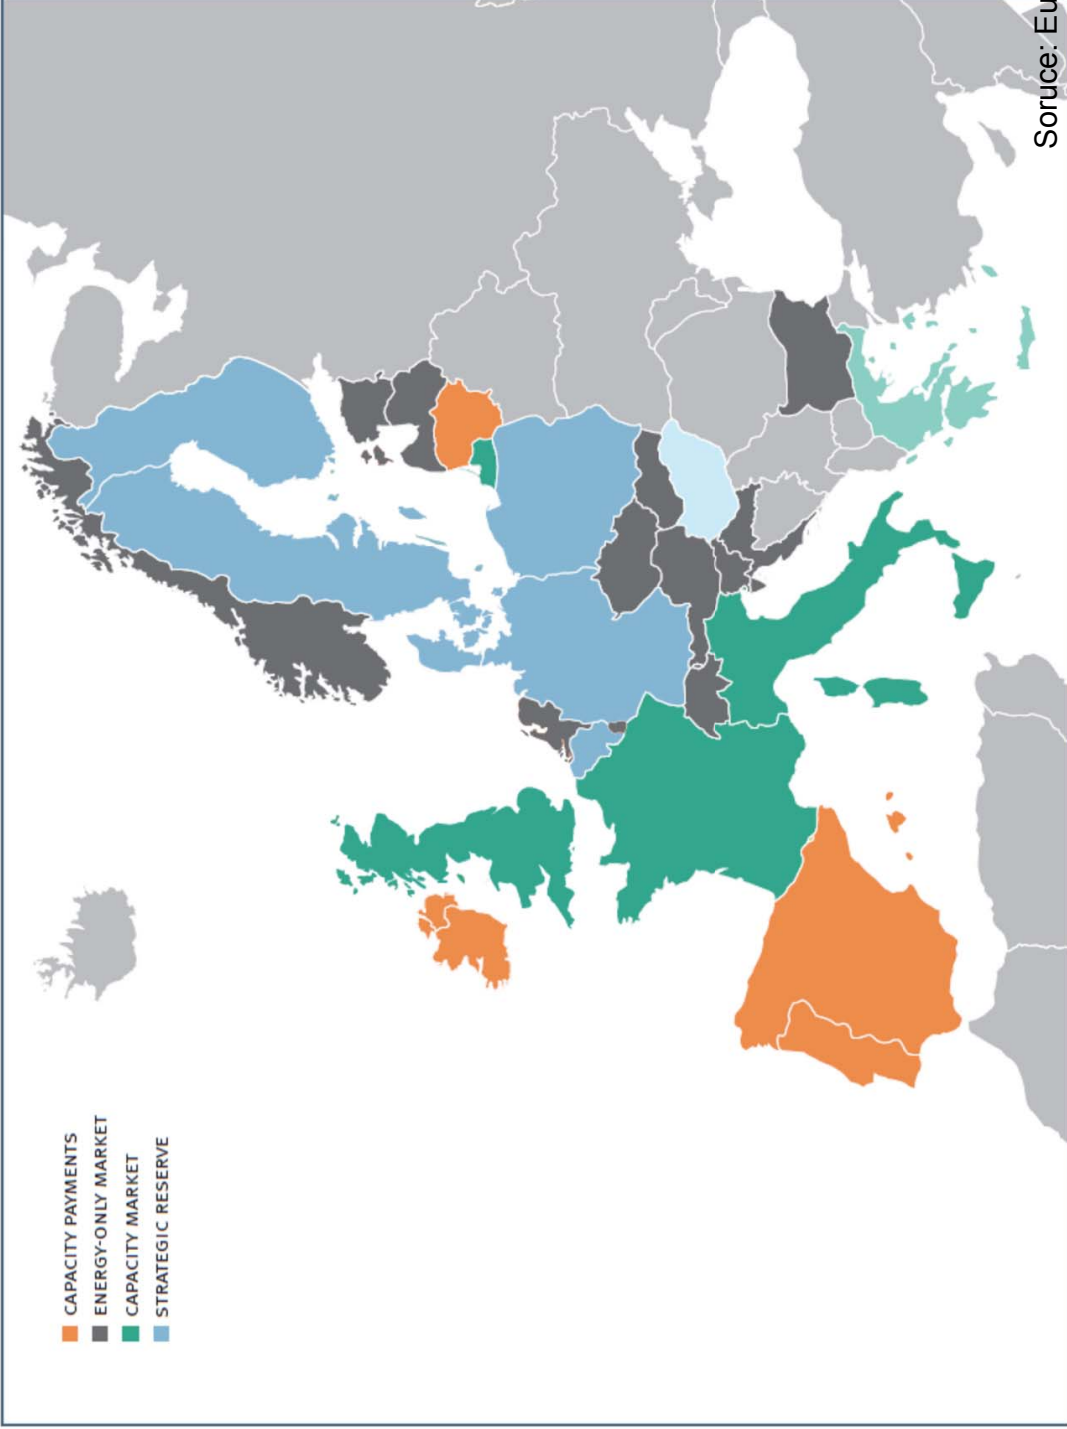 CAPACITY PAYMENTS
ENERGY-ONLY MARKET
CAPACITY MARKET
STRATEGIC RESERVE
Soruce: Eu